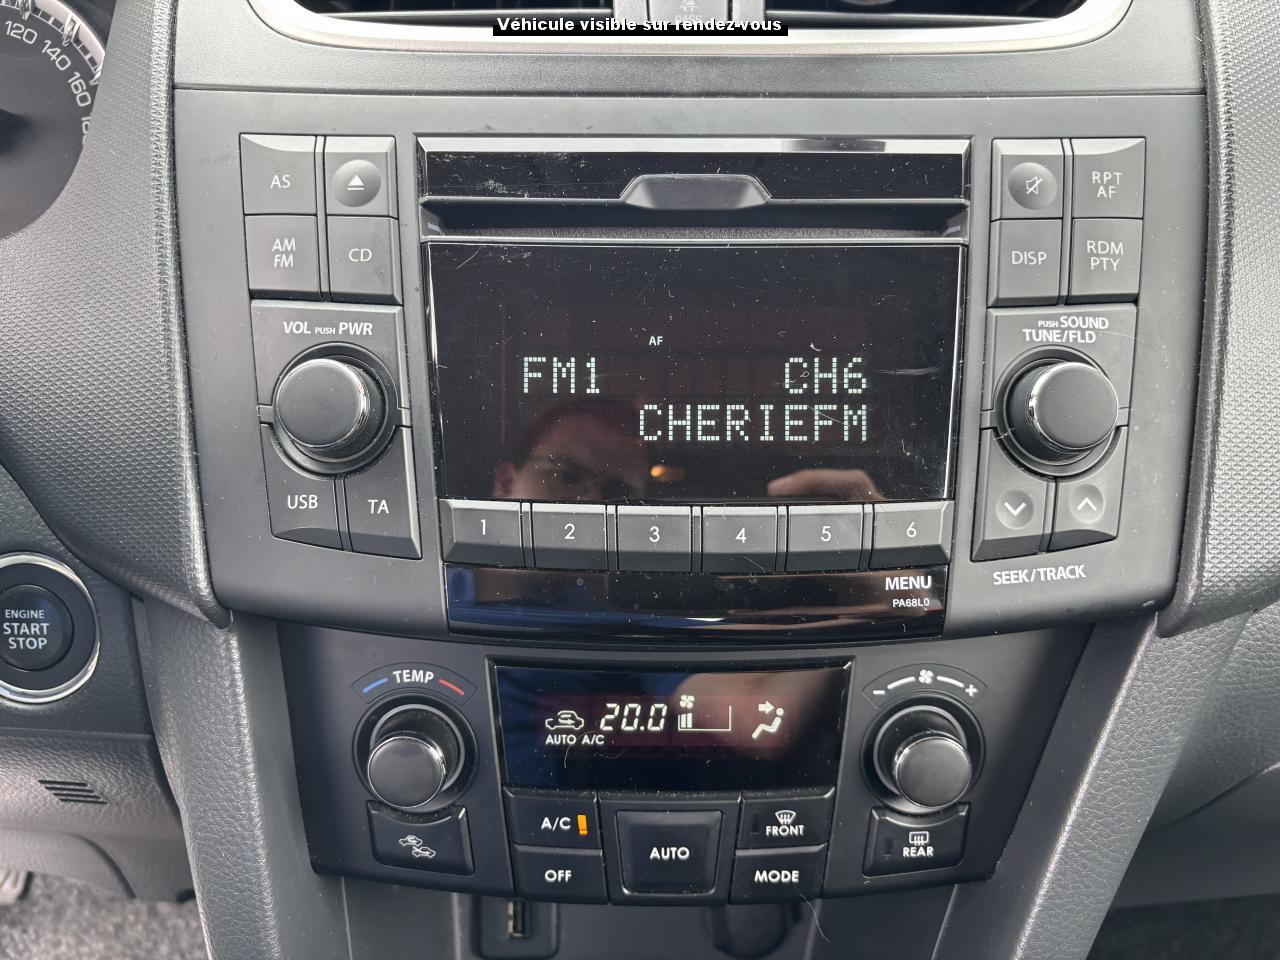 Véhicule visible sur rendez-vous
120 140 160
AS
AM
FM
CD
RPT
AF
DISP
RDM
PTY
VOL PUSH PWR
PUSH SOUND
TUNE/FLD
AF
FM1 CH6
CHERIEFM
USB
TA
1 2 3 4 5 6
SEEK/TRACK
MENU
PA68L0
ENGINE
START
STOP
TEMP
- +
20.0
AUTO A/C
A/C
OFF
AUTO
FRONT
MODE
REAR